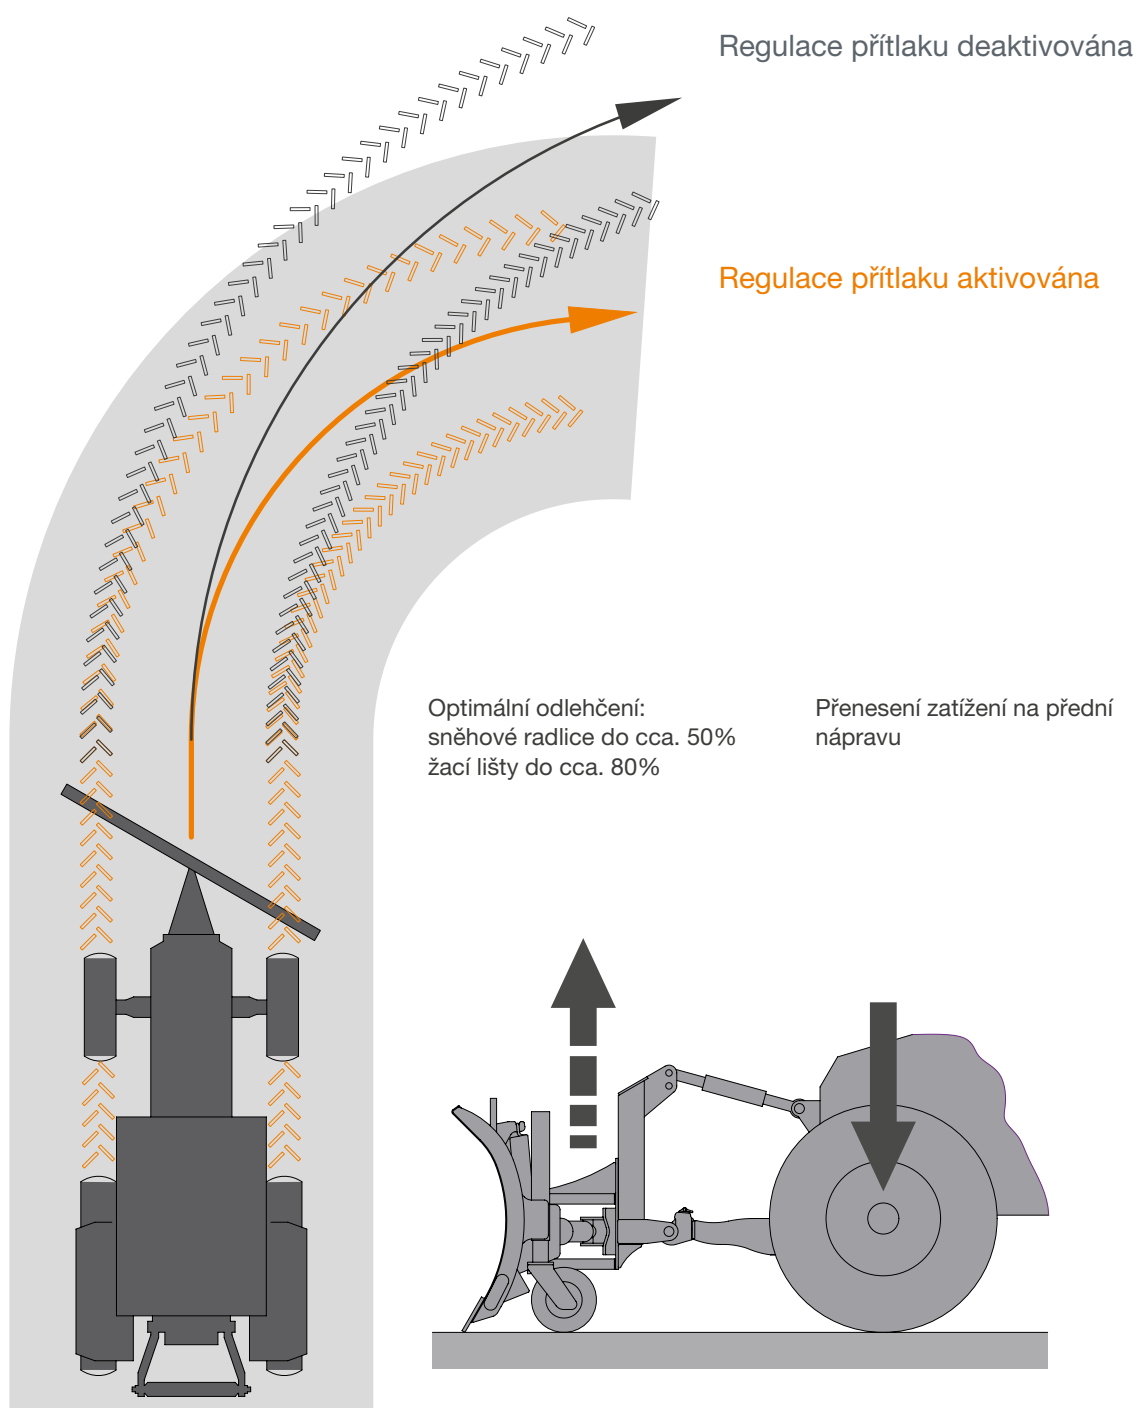 Regulace přítlaku deaktivována
Regulace přítlaku aktivována
Optimální odlehčení:
sněhové radlice do cca. 50%
žací lišty do cca. 80%
Přenesení zatížení na přední
nápravu